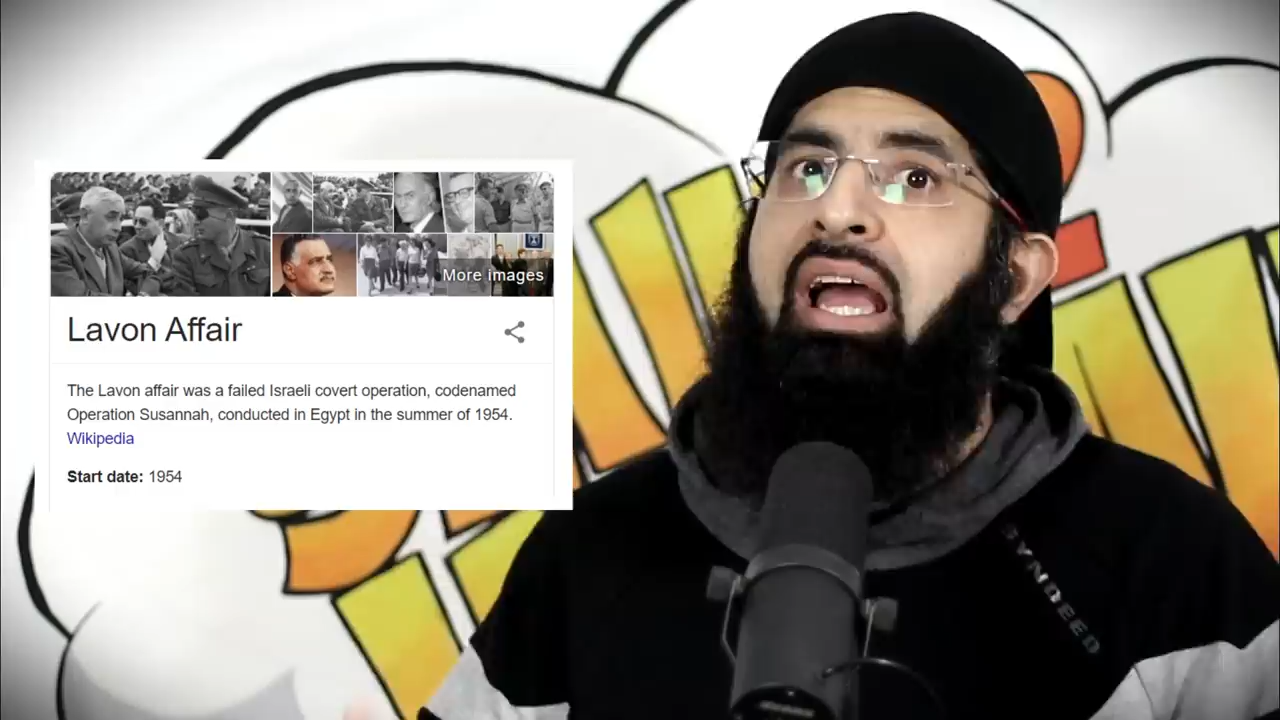 More images
Lavon Affair
The Lavon affair was a failed Israeli covert operation, codenamed
Operation Susannah, conducted in Egypt in the summer of 1954.
Wikipedia
Start date: 1954
SYNDEED